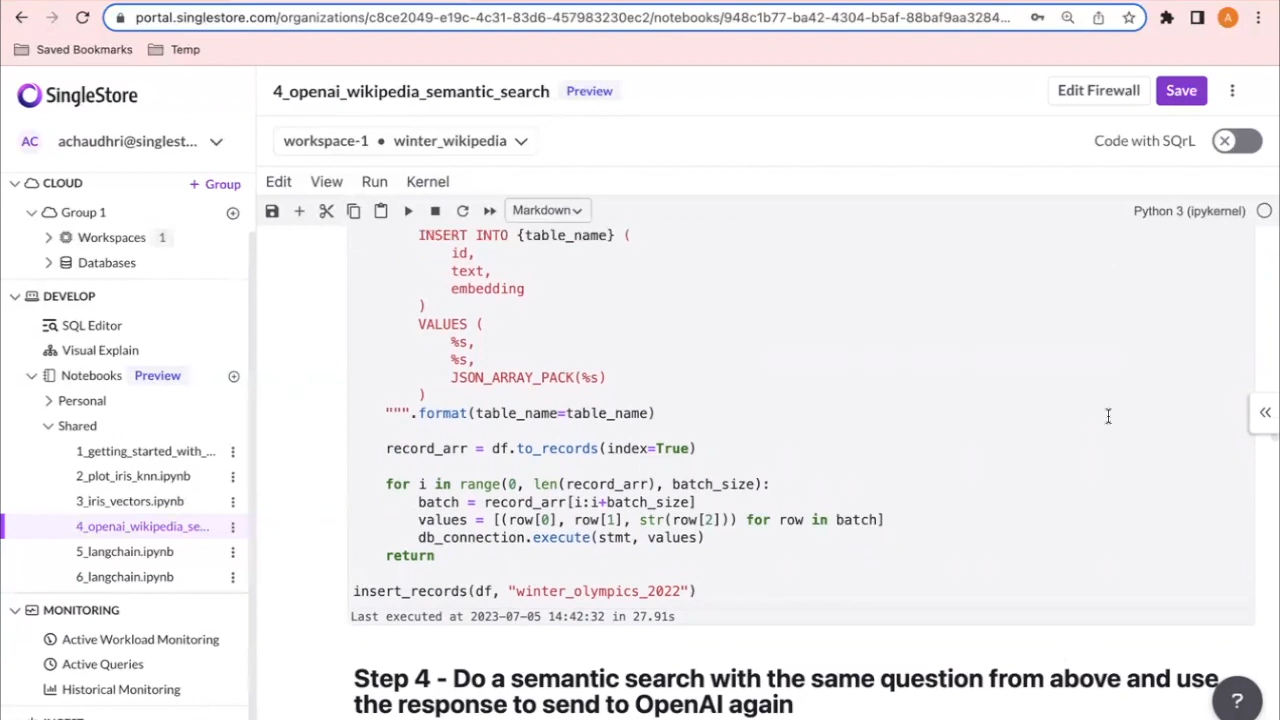 portal.singlestore.com/organizations/c8ce2049-e19c-4c31-83d6-457983230ec2/notebooks/948c1b77-ba42-4304-b5af-88baf9aa3284...
A
Saved Bookmarks
Temp
SingleStore
4_openai_wikipedia_semantic_search
Preview
Edit Firewall
Save
AC
achaudhri@singlest...
workspace-1 • winter_wikipedia
Code with SQrL
CLOUD
+ Group
Edit
View
Run
Kernel
Group 1
Markdown
Python 3 (ipykernel)
Workspaces
1
Databases
DEVELOP
SQL Editor
Visual Explain
Notebooks
Preview
Personal
Shared
1_getting_started_with_...
2_plot_iris_knn.ipynb
3_iris_vectors.ipynb
4_openai_wikipedia_se...
5_langchain.ipynb
6_langchain.ipynb
MONITORING
Active Workload Monitoring
Active Queries
Historical Monitoring
INSERT INTO {table_name} (
id,
text,
embedding
)
VALUES (
%s,
%s,
JSON_ARRAY_PACK(%s)
)
""".format(table_name=table_name)
record_arr = df.to_records(index=True)
for i in range(0, len(record_arr), batch_size):
batch = record_arr[i:i+batch_size]
values = [(row[0], row[1], str(row[2])) for row in batch]
db_connection.execute(stmt, values)
return
insert_records(df, "winter_olympics_2022")
Last executed at 2023-07-05 14:42:32 in 27.91s
Step 4 - Do a semantic search with the same question from above and use
the response to send to OpenAI again
?